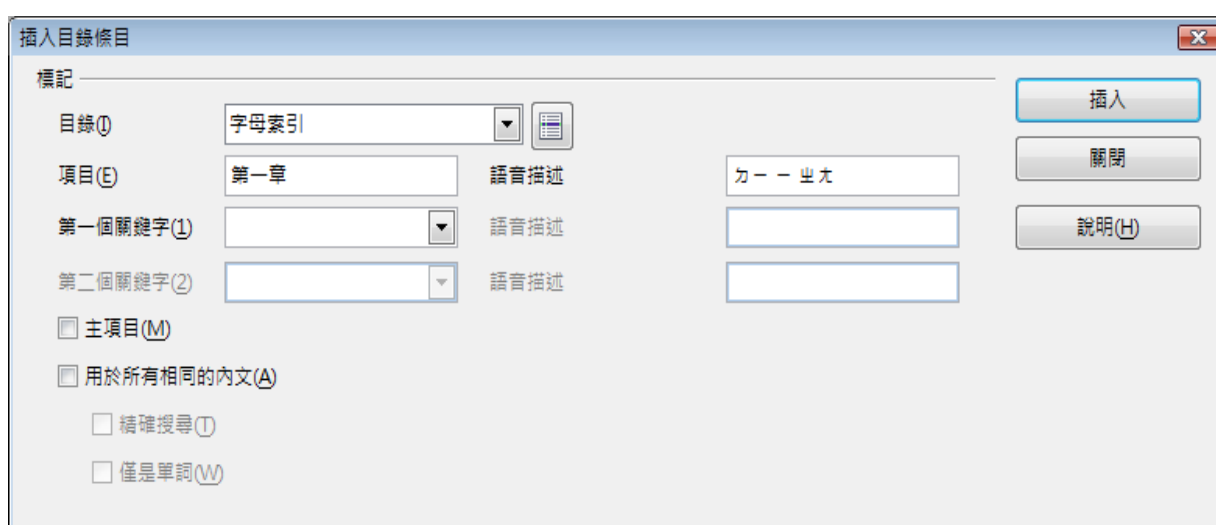 插入目錄條目
標記
目錄(I) 字母索引
項目(E) 第一章 語音描述 ㄉㄧ ㄧ ㄓㄤ
第一個關鍵字(1) 語音描述
第二個關鍵字(2) 語音描述
主項目(M)
用於所有相同的內文(A)
精確搜尋(T)
僅是單詞(W)
插入
關閉
說明(H)